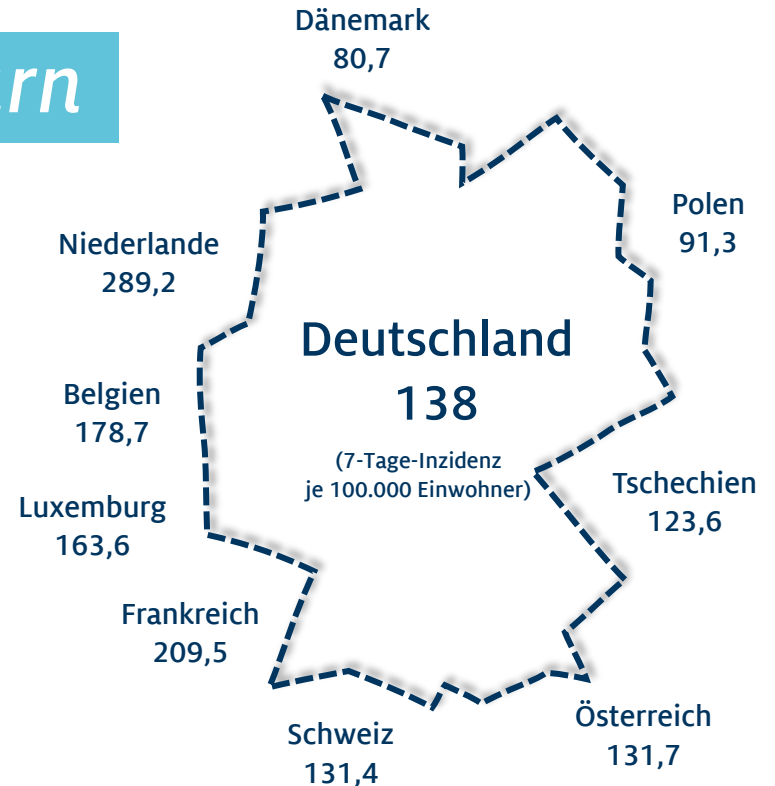 Dänemark
80,7
Polen
91,3
Niederlande
289,2
Deutschland
138
(7-Tage-Inzidenz
je 100.000 Einwohner)
Belgien
178,7
Tschechien
123,6
Luxemburg
163,6
Frankreich
209,5
Österreich
131,7
Schweiz
131,4